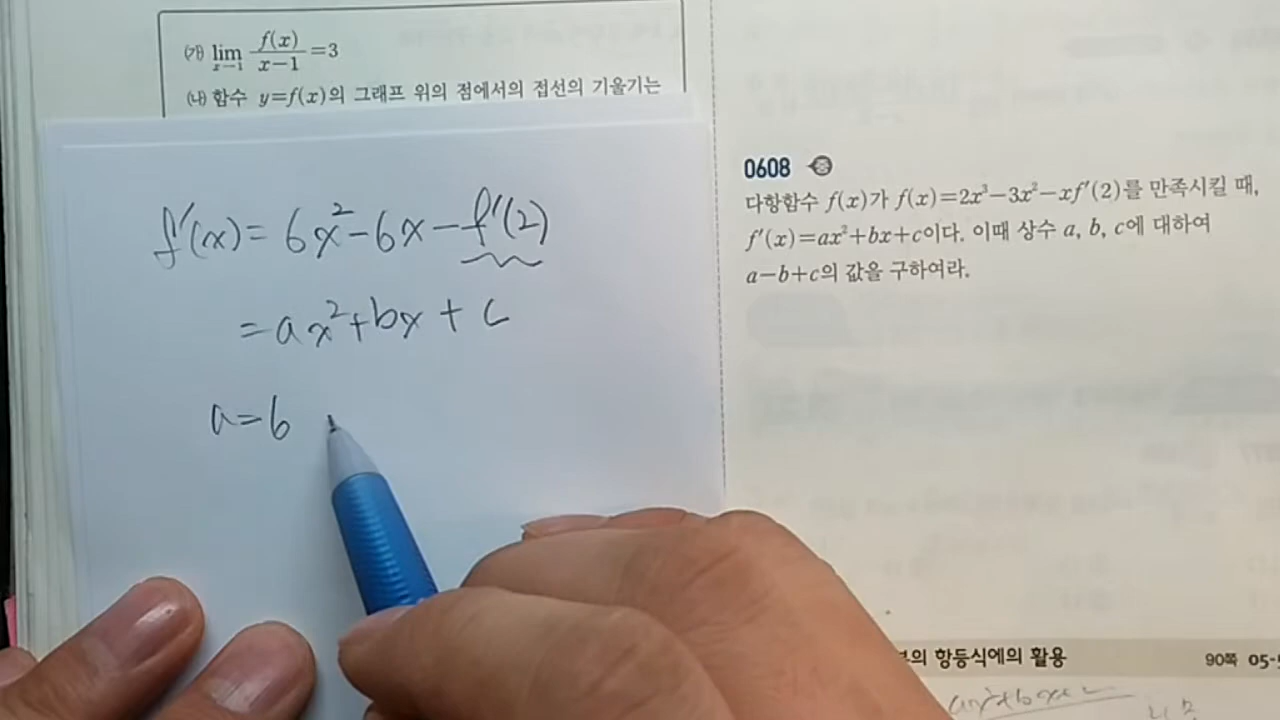 (가) lim x→1 f(x)/(x-1) =3
(나) 함수 y=f(x)의 그래프 위의 점에서의 접선의 기울기는
f'(x)= 6x²-6x-f'(2)
=ax²+bx+c
a=6
0608
다항함수 f(x)가 f(x)=2x³-3x²-xf'(2)를 만족시킬 때,
f'(x)=ax²+bx+c이다. 이때 상수 a, b, c에 대하여
a-b+c의 값을 구하여라.
의 항등식에의 활용
90쪽 05-5
ax²+bx+c